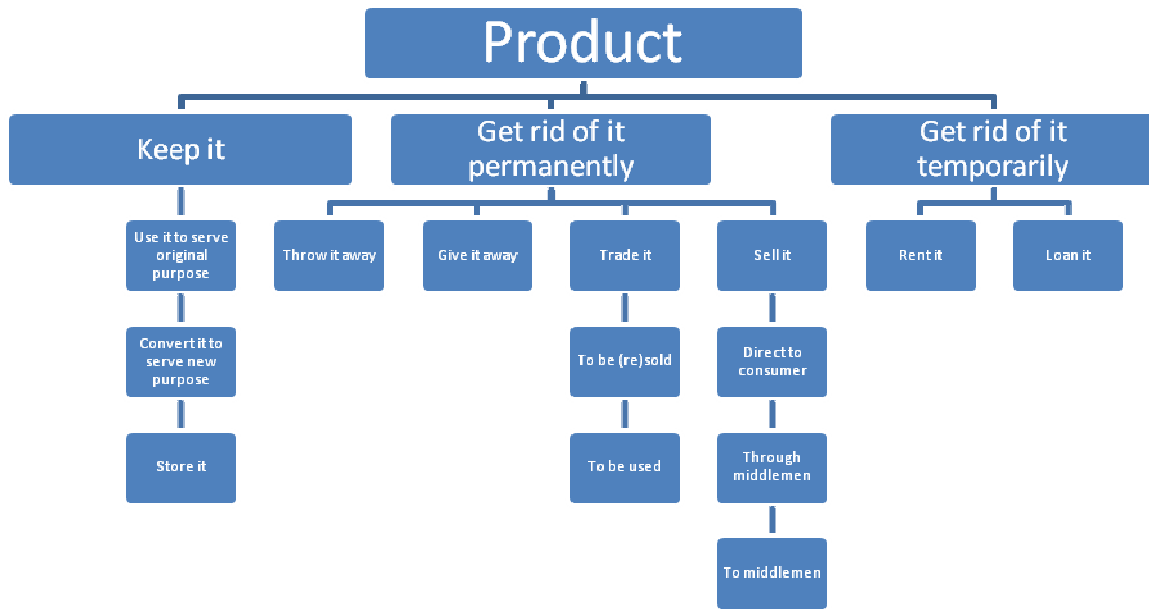 Product
Keep it
Get rid of it
permanently
Get rid of it
temporarily
Use it to serve
original
purpose
Throw it away
Give it away
Trade it
Sell it
Rent it
Loan it
Convert it to
serve new
purpose
To be (re)sold
Direct to
consumer
Store it
To be used
Through
middlemen
To middlemen